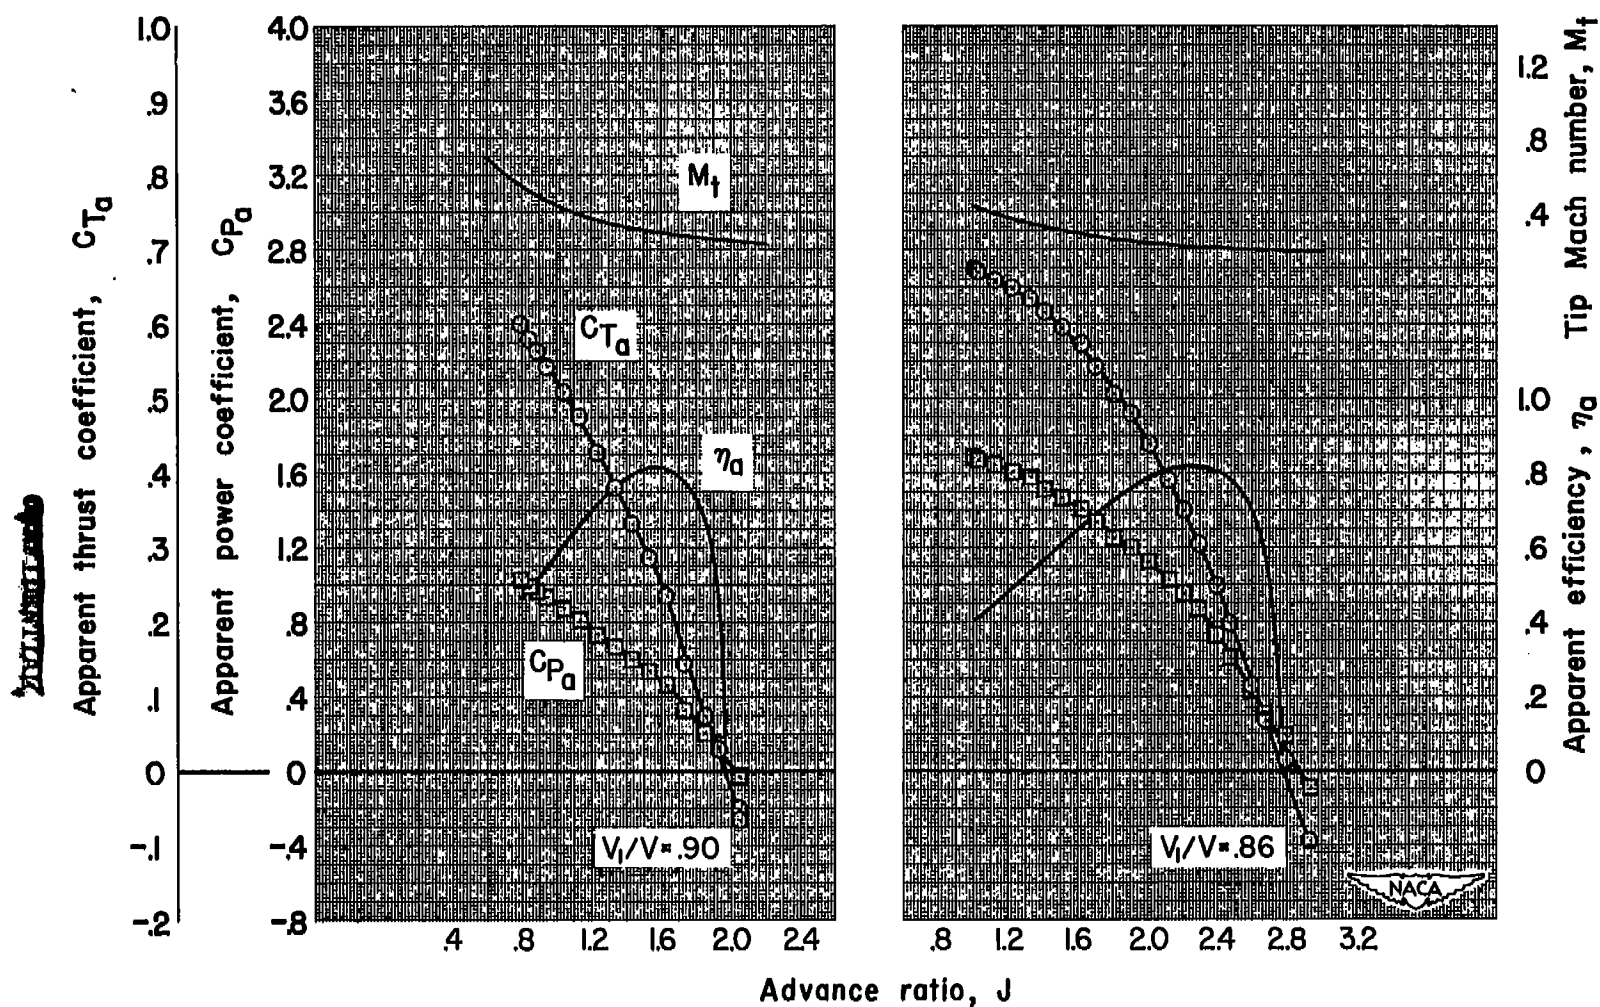 Apparent thrust coefficient, CTa
1.0
.9
.8
.7
.6
.5
.4
.3
.2
.1
0
-.1
-.2
Apparent power coefficient, CPa
4.0
3.6
3.2
2.8
2.4
2.0
1.6
1.2
.8
.4
0
-.4
-.8
Mt
CTa
ηa
CPa
V₁/V=.90
.4 .8 1.2 1.6 2.0 2.4
V₁/V=.86
NACA
.8 1.2 1.6 2.0 2.4 2.8 3.2
Advance ratio, J
1.2
.8
.4
Tip Mach number, Mt
1.0
.8
.6
.4
.2
0
Apparent efficiency, ηa